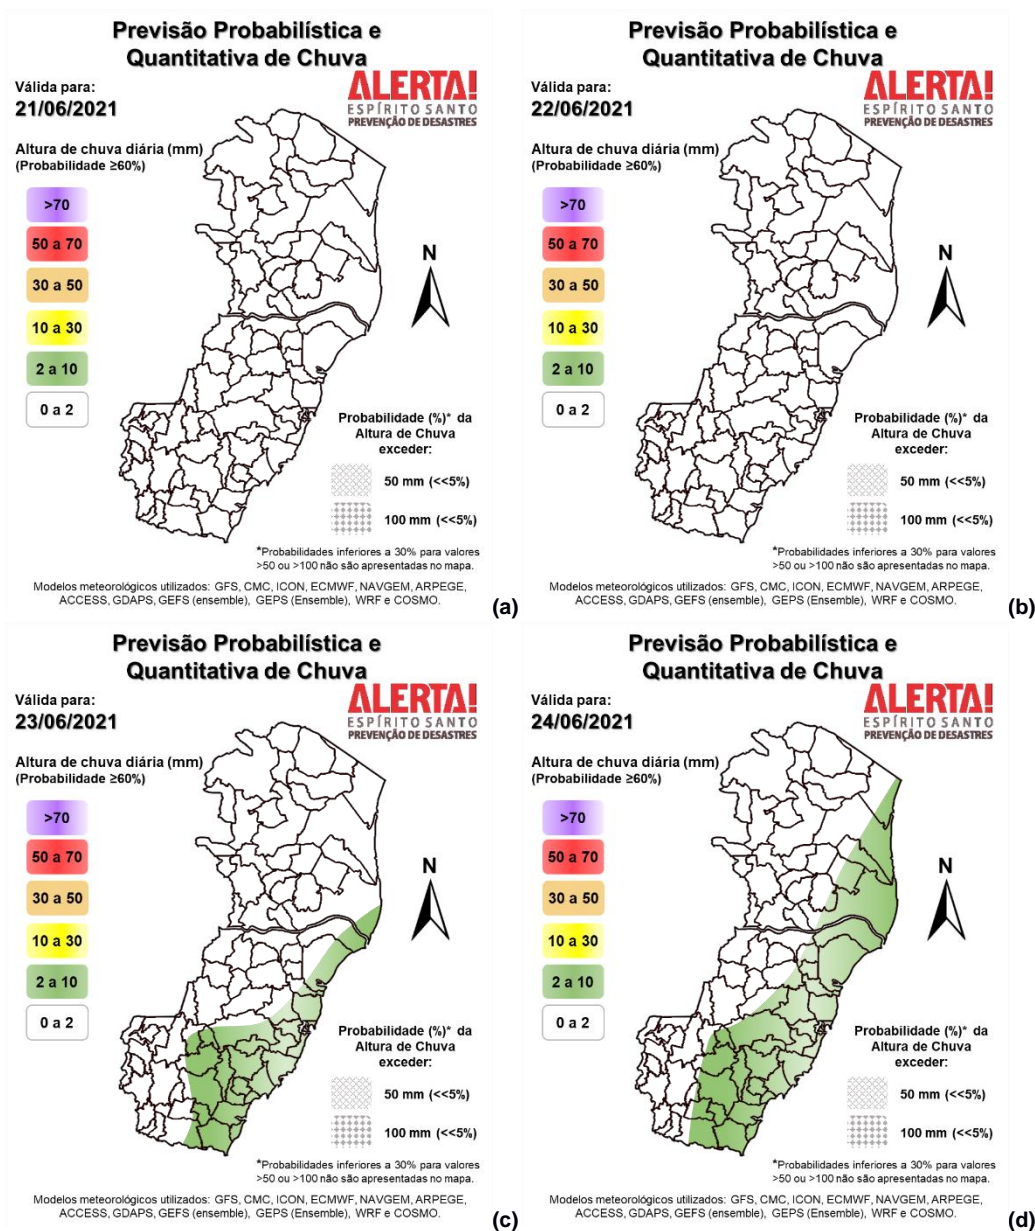 Previsão Probabilística e
Quantitativa de Chuva
Válida para:
21/06/2021
ALERTA!
ESPÍRITO SANTO
PREVENÇÃO DE DESASTRES
Altura de chuva diária (mm)
(Probabilidade ≥60%)
>70
50 a 70
30 a 50
10 a 30
2 a 10
0 a 2
N
Probabilidade (%)* da
Altura de Chuva
exceder:
50 mm (<<5%)
100 mm (<<5%)
*Probabilidades inferiores a 30% para valores
>50 ou >100 não são apresentadas no mapa.
Modelos meteorológicos utilizados: GFS, CMC, ICON, ECMWF, NAVGEM, ARPEGE,
ACCESS, GDAPS, GEFS (ensemble), GEPS (Ensemble), WRF e COSMO.
(a)
Previsão Probabilística e
Quantitativa de Chuva
Válida para:
22/06/2021
ALERTA!
ESPÍRITO SANTO
PREVENÇÃO DE DESASTRES
Altura de chuva diária (mm)
(Probabilidade ≥60%)
>70
50 a 70
30 a 50
10 a 30
2 a 10
0 a 2
N
Probabilidade (%)* da
Altura de Chuva
exceder:
50 mm (<<5%)
100 mm (<<5%)
*Probabilidades inferiores a 30% para valores
>50 ou >100 não são apresentadas no mapa.
Modelos meteorológicos utilizados: GFS, CMC, ICON, ECMWF, NAVGEM, ARPEGE,
ACCESS, GDAPS, GEFS (ensemble), GEPS (Ensemble), WRF e COSMO.
(b)
Previsão Probabilística e
Quantitativa de Chuva
Válida para:
23/06/2021
ALERTA!
ESPÍRITO SANTO
PREVENÇÃO DE DESASTRES
Altura de chuva diária (mm)
(Probabilidade ≥60%)
>70
50 a 70
30 a 50
10 a 30
2 a 10
0 a 2
N
Probabilidade (%)* da
Altura de Chuva
exceder:
50 mm (<<5%)
100 mm (<<5%)
*Probabilidades inferiores a 30% para valores
>50 ou >100 não são apresentadas no mapa.
Modelos meteorológicos utilizados: GFS, CMC, ICON, ECMWF, NAVGEM, ARPEGE,
ACCESS, GDAPS, GEFS (ensemble), GEPS (Ensemble), WRF e COSMO.
(c)
Previsão Probabilística e
Quantitativa de Chuva
Válida para:
24/06/2021
ALERTA!
ESPÍRITO SANTO
PREVENÇÃO DE DESASTRES
Altura de chuva diária (mm)
(Probabilidade ≥60%)
>70
50 a 70
30 a 50
10 a 30
2 a 10
0 a 2
N
Probabilidade (%)* da
Altura de Chuva
exceder:
50 mm (<<5%)
100 mm (<<5%)
*Probabilidades inferiores a 30% para valores
>50 ou >100 não são apresentadas no mapa.
Modelos meteorológicos utilizados: GFS, CMC, ICON, ECMWF, NAVGEM, ARPEGE,
ACCESS, GDAPS, GEFS (ensemble), GEPS (Ensemble), WRF e COSMO.
(d)